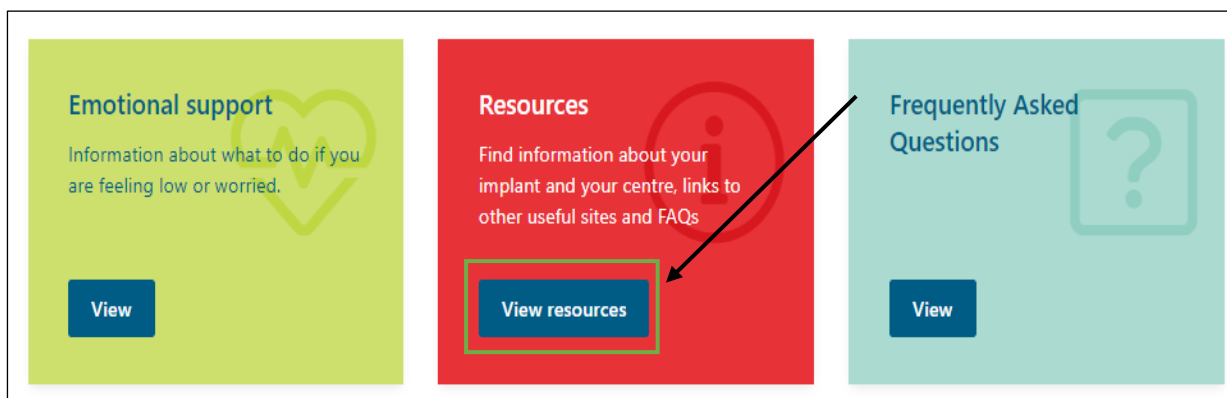 Emotional support
Information about what to do if you
are feeling low or worried.
View
Resources
Find information about your
implant and your centre, links to
other useful sites and FAQs
View resources
Frequently Asked
Questions
View